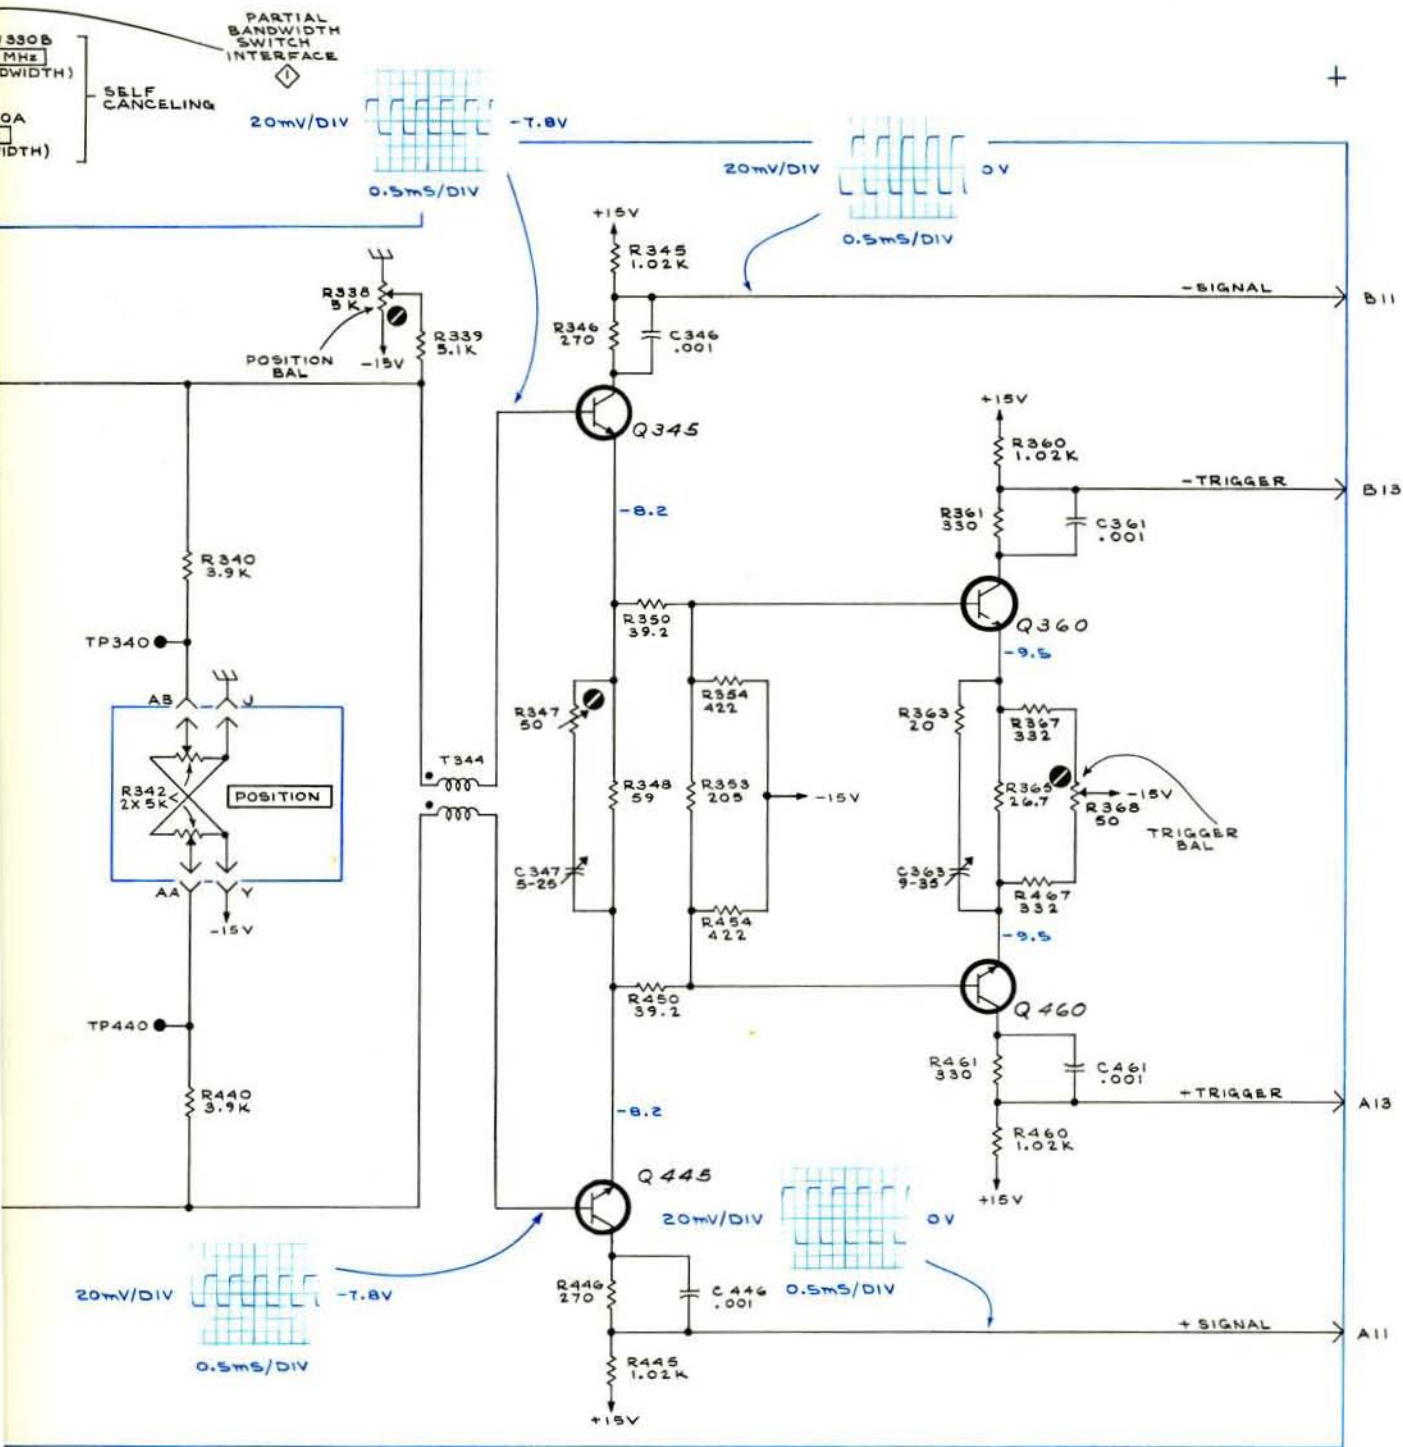 PARTIAL
BANDWIDTH
SWITCH
INTERFACE
1
330B
MHz
DWIDTH)
SELF
CANCELING
0A
IDTH)
20mV/DIV
-7.8V
0.5mS/DIV
+
20mV/DIV
0V
0.5mS/DIV
+15V
R345
1.02K
-SIGNAL
B11
R338
5K
R339
5.1K
POSITION
BAL
-15V
R346
270
C346
.001
Q345
+15V
R360
1.02K
-TRIGGER
B13
-8.2
R361
330
C361
.001
R340
3.9K
R350
39.2
Q360
-9.5
TP340
AB
J
R347
50
R354
422
R363
20
R367
332
T344
R342
2X5K
POSITION
R348
59
R353
205
-15V
R365
26.7
-15V
R368
50
TRIGGER
BAL
C347
5-25
C363
9-35
AA
Y
-15V
R454
422
R467
332
-9.5
R450
39.2
Q460
TP440
R461
330
C461
.001
R440
3.9K
+TRIGGER
A13
-8.2
R460
1.02K
Q445
+15V
20mV/DIV
0V
0.5mS/DIV
20mV/DIV
-7.8V
0.5mS/DIV
R446
270
C446
.001
+SIGNAL
A11
R445
1.02K
+15V